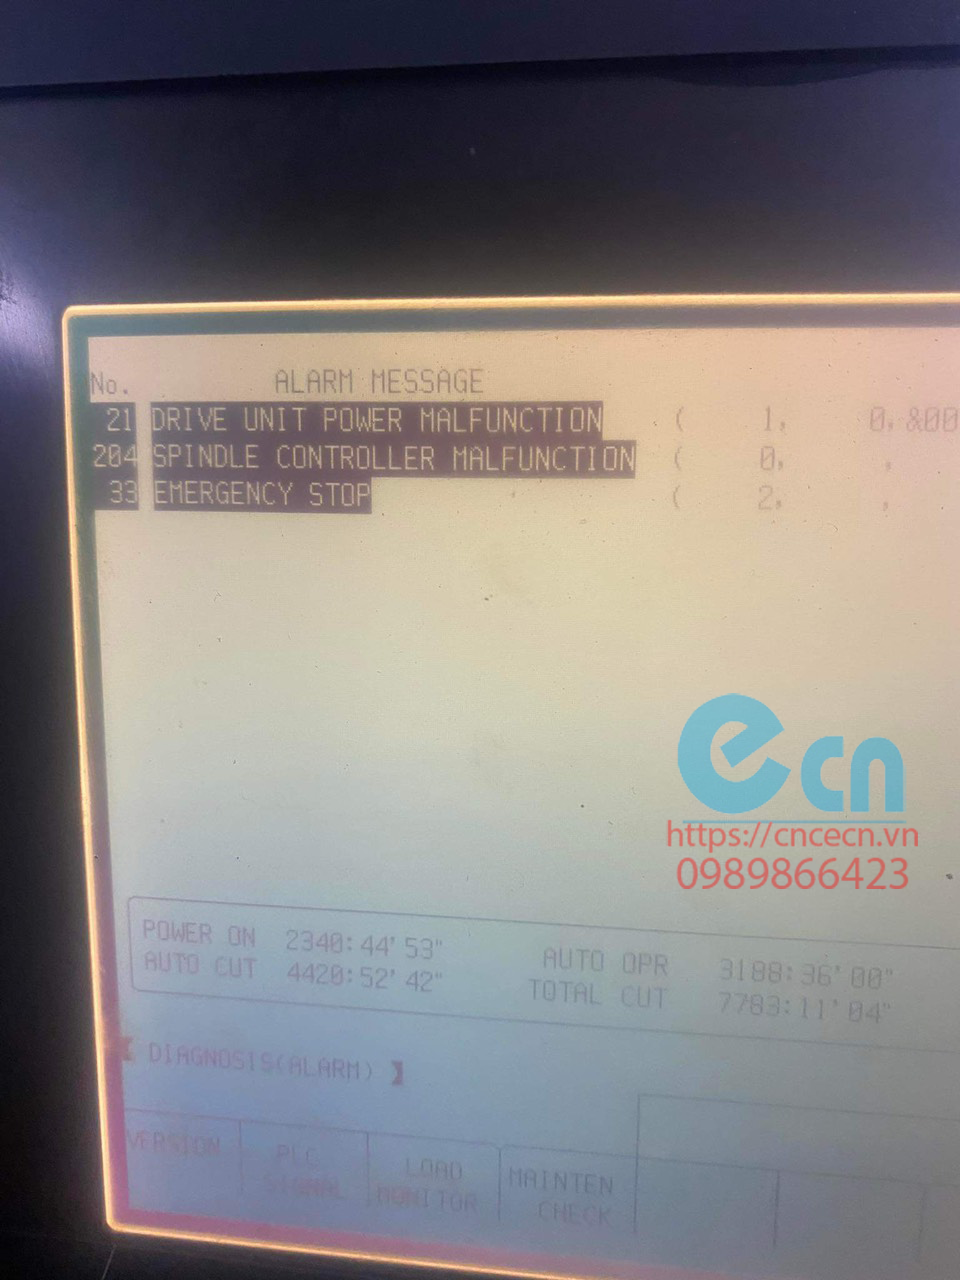 No. ALARM MESSAGE
21 DRIVE UNIT POWER MALFUNCTION ( 1, 0, &00
204 SPINDLE CONTROLLER MALFUNCTION ( 0, ,
33 EMERGENCY STOP ( 2, ,
ecn
https://cncecn.vn
0989866423
POWER ON 2340:44'53" AUTO OPR 3188:36'00"
AUTO CUT 4420:52'42" TOTAL CUT 7783:11'04"
【 DIAGNOSIS(ALARM) 】
VERSION PLC SIGNAL LOAD MONITOR MAINTEN CHECK